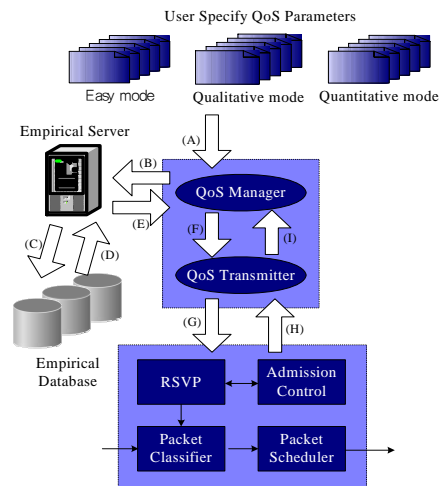 User Specify QoS Parameters
Easy mode
Qualitative mode
Quantitative mode
Empirical Server
(A)
(B)
QoS Manager
(E)
(C)
(D)
(F)
(I)
QoS Transmitter
(G)
(H)
Empirical
Database
RSVP
Admission
Control
Packet
Classifier
Packet
Scheduler